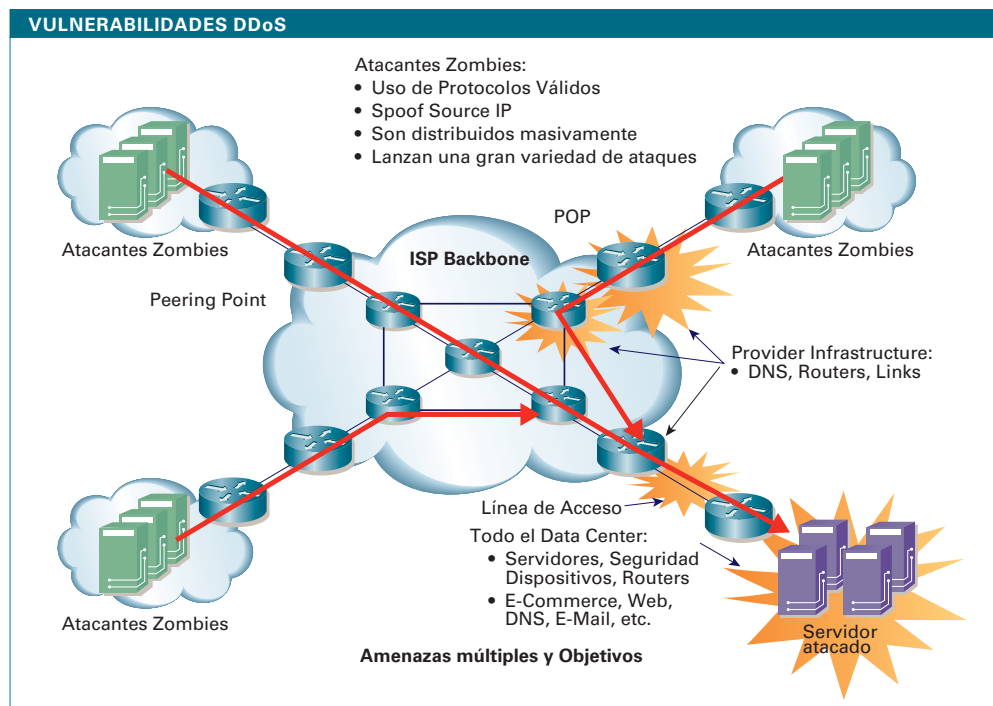 VULNERABILIDADES DDoS
Atacantes Zombies:
• Uso de Protocolos Válidos
• Spoof Source IP
• Son distribuidos masivamente
• Lanzan una gran variedad de ataques
POP
Atacantes Zombies
Atacantes Zombies
ISP Backbone
Peering Point
Provider Infrastructure:
• DNS, Routers, Links
Línea de Acceso
Todo el Data Center:
• Servidores, Seguridad
Dispositivos, Routers
• E-Commerce, Web,
DNS, E-Mail, etc.
Atacantes Zombies
Servidor
atacado
Amenazas múltiples y Objetivos